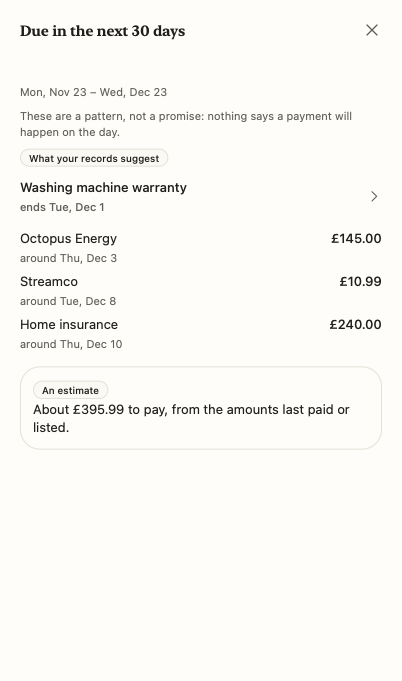 Due in the next 30 days
Mon, Nov 23 – Wed, Dec 23
These are a pattern, not a promise: nothing says a payment will
happen on the day.
What your records suggest
Washing machine warranty
ends Tue, Dec 1
Octopus Energy £145.00
around Thu, Dec 3
Streamco £10.99
around Tue, Dec 8
Home insurance £240.00
around Thu, Dec 10
An estimate
About £395.99 to pay, from the amounts last paid or
listed.